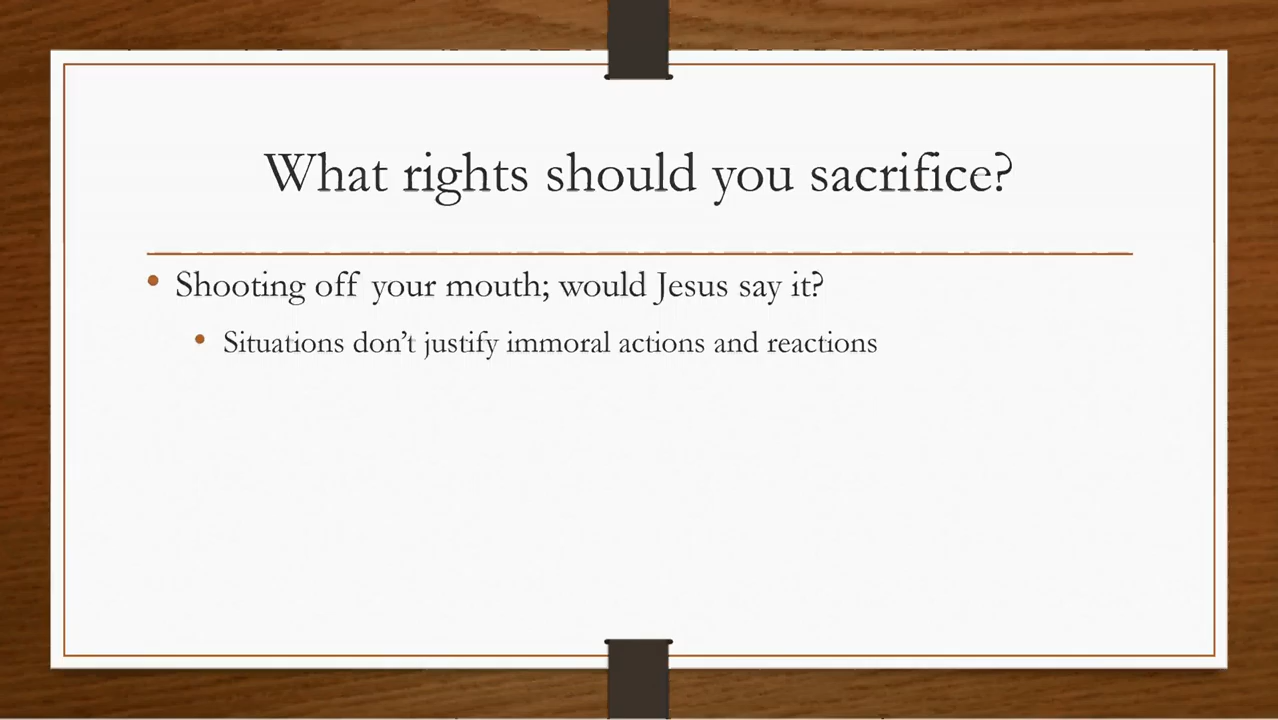 What rights should you sacrifice?
• Shooting off your mouth; would Jesus say it?
• Situations don’t justify immoral actions and reactions